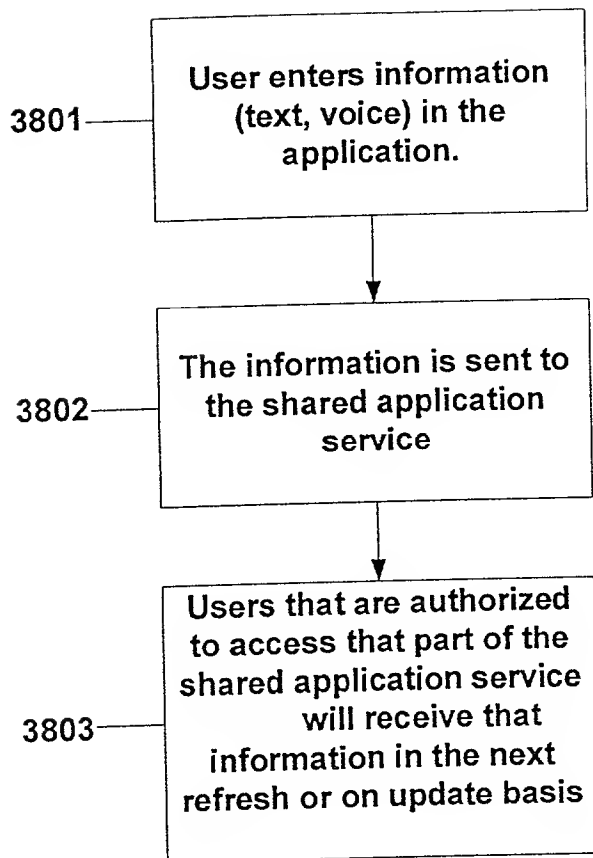 User enters information
3801
(text, voice) in the
application.
The information is sent to
3802
the shared application
service
Users that are authorized
to access that part of the
shared application service
3803
will receive that
information in the next
refresh or on update basis